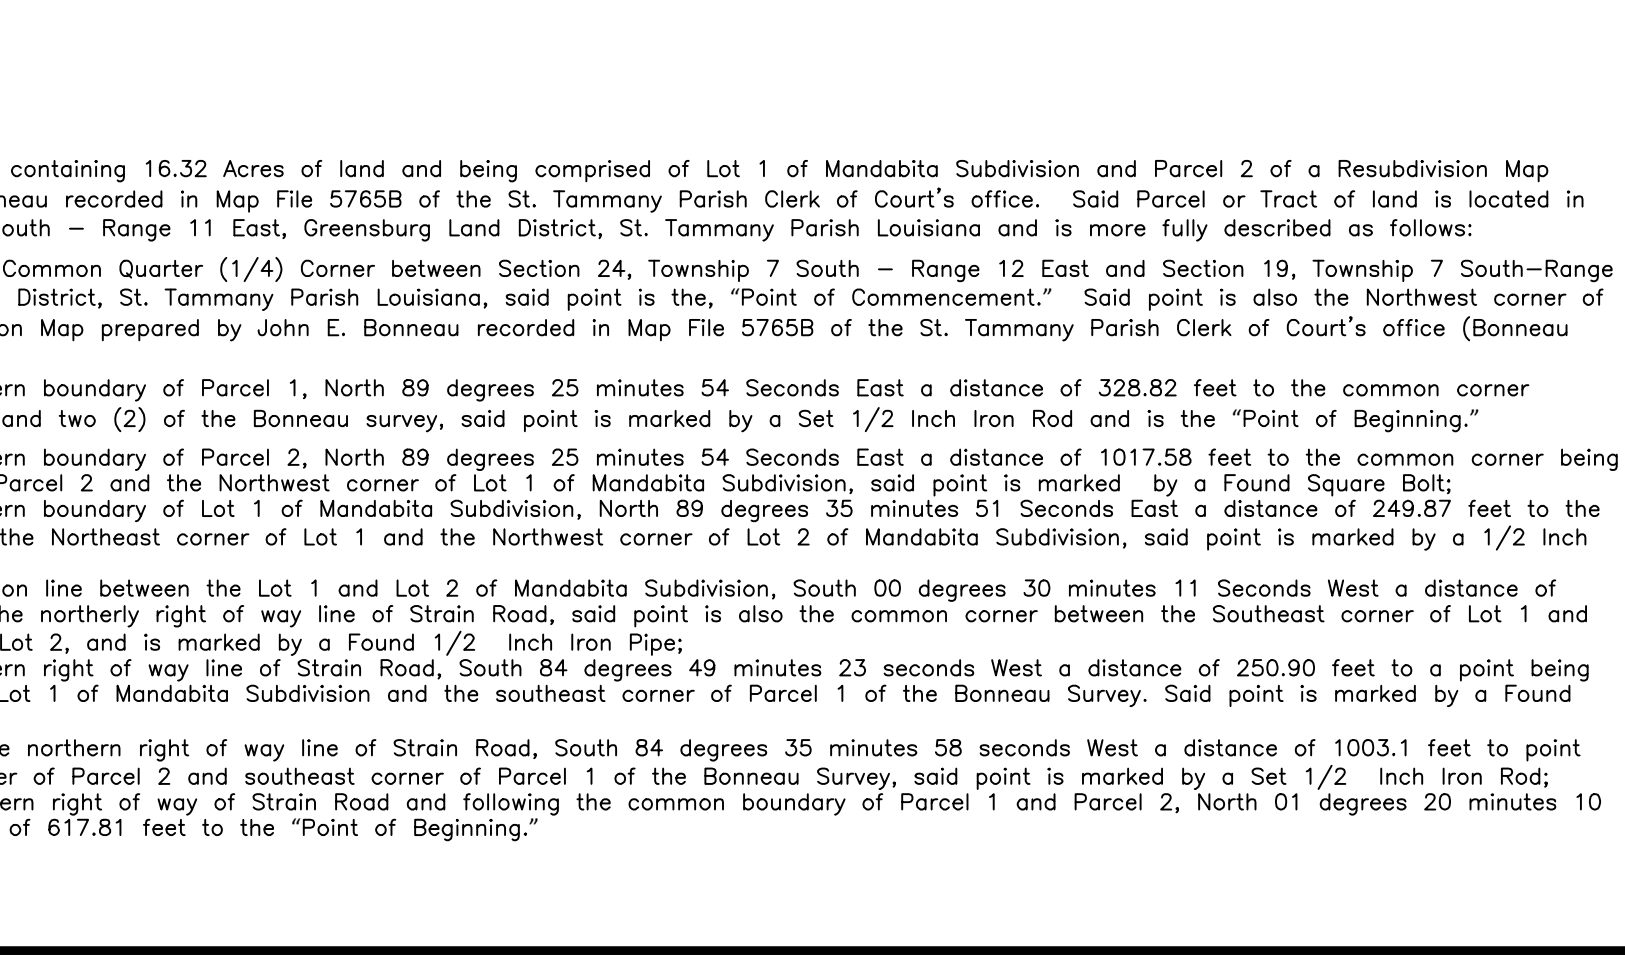 containing 16.32 Acres of land and being comprised of Lot 1 of Mandabita Subdivision and Parcel 2 of a Resubdivision Map
neau recorded in Map File 5765B of the St. Tammany Parish Clerk of Court's office. Said Parcel or Tract of land is located in
outh – Range 11 East, Greensburg Land District, St. Tammany Parish Louisiana and is more fully described as follows:
Common Quarter (1/4) Corner between Section 24, Township 7 South – Range 12 East and Section 19, Township 7 South–Range
District, St. Tammany Parish Louisiana, said point is the, “Point of Commencement.” Said point is also the Northwest corner of
on Map prepared by John E. Bonneau recorded in Map File 5765B of the St. Tammany Parish Clerk of Court's office (Bonneau
ern boundary of Parcel 1, North 89 degrees 25 minutes 54 Seconds East a distance of 328.82 feet to the common corner
and two (2) of the Bonneau survey, said point is marked by a Set 1/2 Inch Iron Rod and is the “Point of Beginning.”
ern boundary of Parcel 2, North 89 degrees 25 minutes 54 Seconds East a distance of 1017.58 feet to the common corner being
Parcel 2 and the Northwest corner of Lot 1 of Mandabita Subdivision, said point is marked by a Found Square Bolt;
ern boundary of Lot 1 of Mandabita Subdivision, North 89 degrees 35 minutes 51 Seconds East a distance of 249.87 feet to the
the Northeast corner of Lot 1 and the Northwest corner of Lot 2 of Mandabita Subdivision, said point is marked by a 1/2 Inch
on line between the Lot 1 and Lot 2 of Mandabita Subdivision, South 00 degrees 30 minutes 11 Seconds West a distance of
he northerly right of way line of Strain Road, said point is also the common corner between the Southeast corner of Lot 1 and
Lot 2, and is marked by a Found 1/2 Inch Iron Pipe;
ern right of way line of Strain Road, South 84 degrees 49 minutes 23 seconds West a distance of 250.90 feet to a point being
Lot 1 of Mandabita Subdivision and the southeast corner of Parcel 1 of the Bonneau Survey. Said point is marked by a Found
e northern right of way line of Strain Road, South 84 degrees 35 minutes 58 seconds West a distance of 1003.1 feet to point
er of Parcel 2 and southeast corner of Parcel 1 of the Bonneau Survey, said point is marked by a Set 1/2 Inch Iron Rod;
ern right of way of Strain Road and following the common boundary of Parcel 1 and Parcel 2, North 01 degrees 20 minutes 10
of 617.81 feet to the “Point of Beginning.”